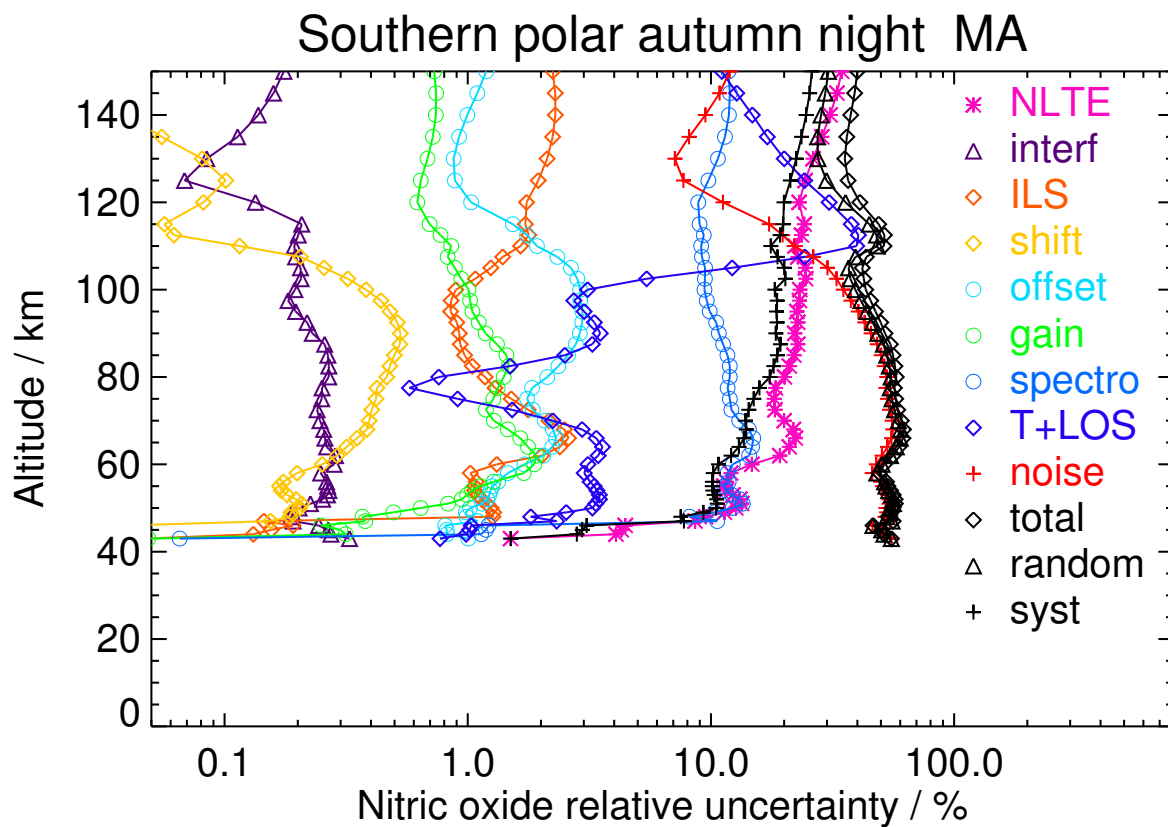 Southern polar autumn night  MA
Altitude / km
140
120
100
80
60
40
20
0
0.1
1.0
10.0
100.0
Nitric oxide relative uncertainty / %
NLTE
interf
ILS
shift
offset
gain
spectro
T+LOS
noise
total
random
syst